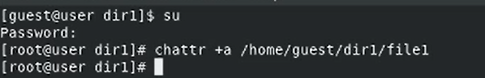 [guest@user dir1]$ su
Password:
[root@user dir1]# chattr +a /home/guest/dir1/file1
[root@user dir1]#